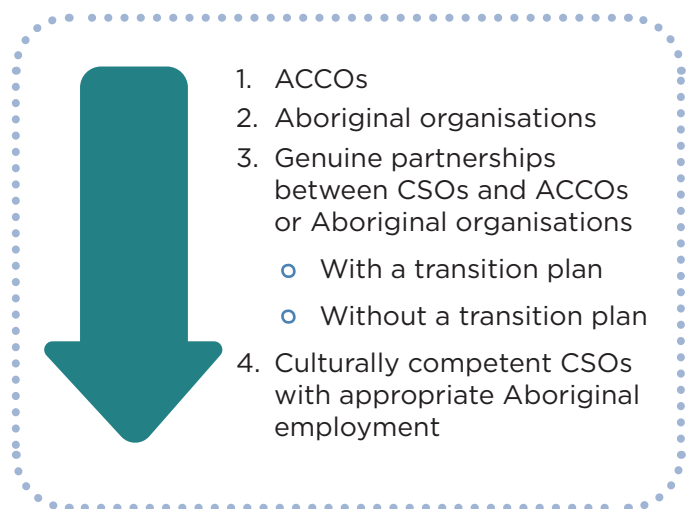 1. ACCOs
2. Aboriginal organisations
3. Genuine partnerships
between CSOs and ACCOs
or Aboriginal organisations
o With a transition plan
o Without a transition plan
4. Culturally competent CSOs
with appropriate Aboriginal
employment